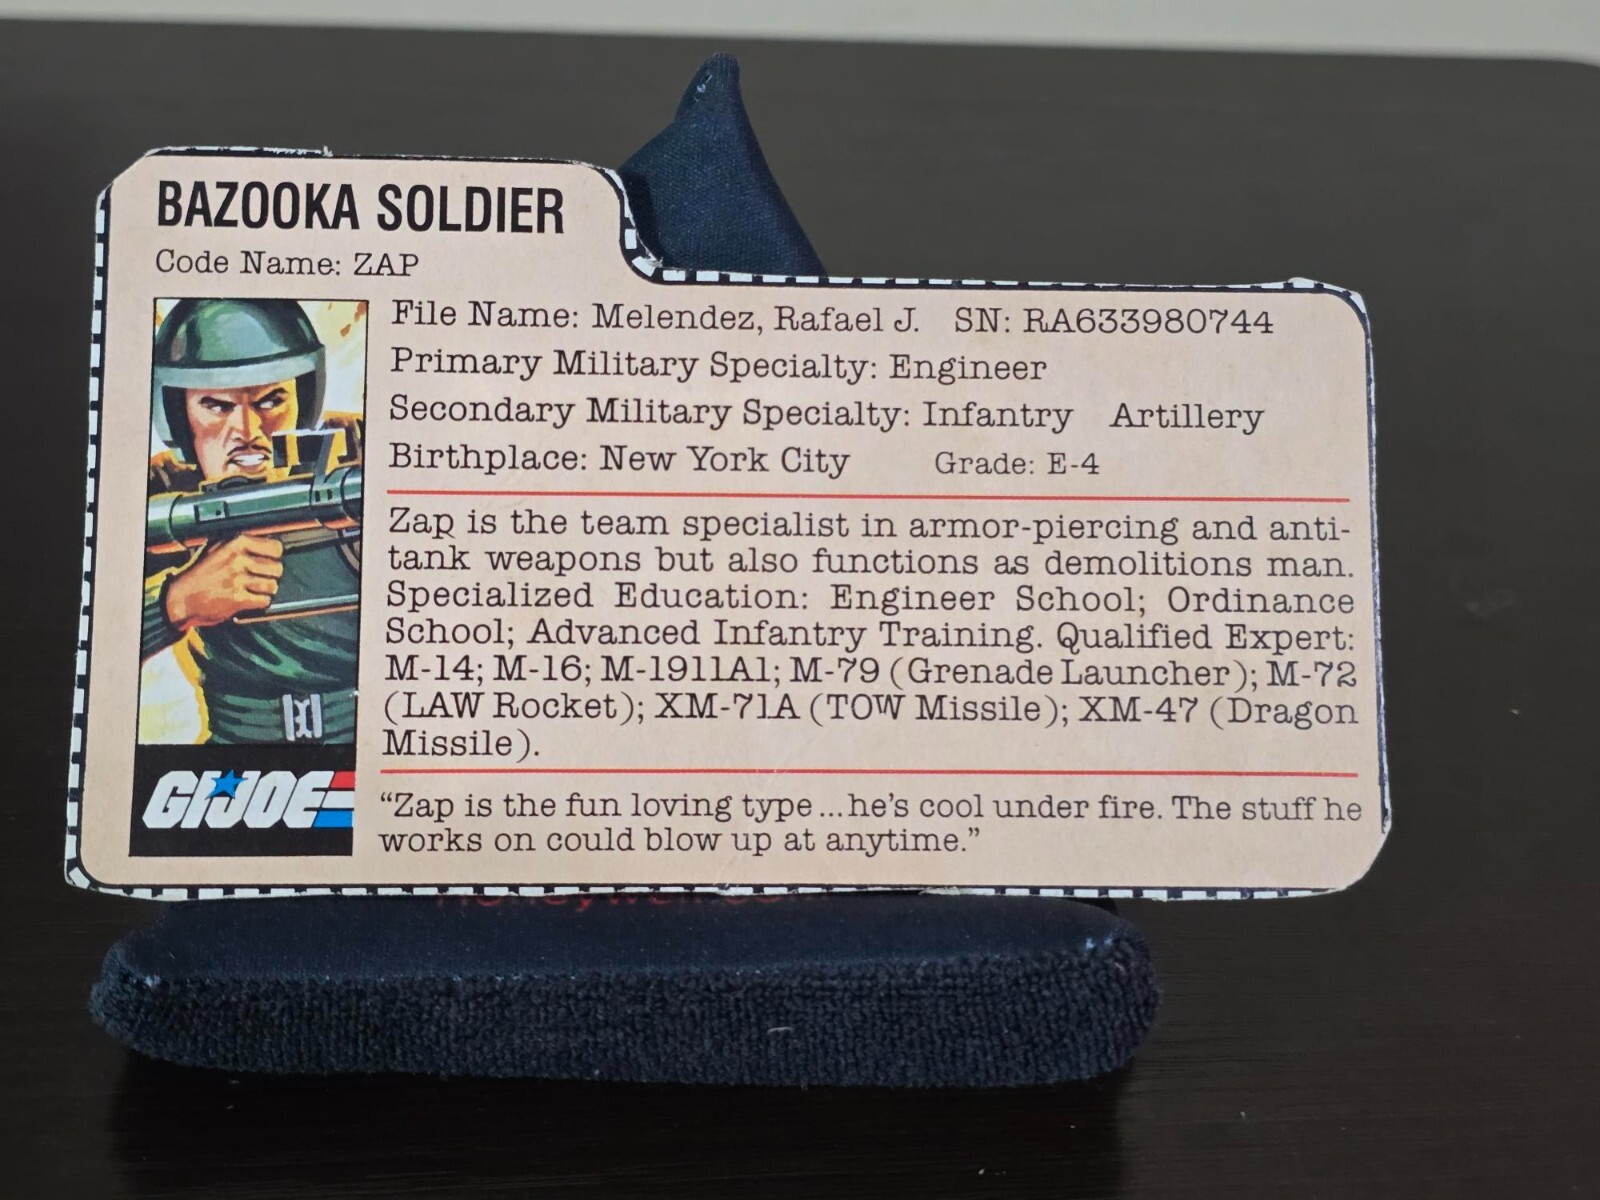 BAZOOKA SOLDIER
Code Name: ZAP
File Name: Melendez, Rafael J. SN: RA633980744
Primary Military Specialty: Engineer
Secondary Military Specialty: Infantry Artillery
Birthplace: New York City Grade: E-4
Zap is the team specialist in armor-piercing and anti-
tank weapons but also functions as demolitions man.
Specialized Education: Engineer School; Ordinance
School; Advanced Infantry Training. Qualified Expert:
M-14; M-16; M-1911A1; M-79 (Grenade Launcher); M-72
(LAW Rocket); XM-71A (TOW Missile); XM-47 (Dragon
Missile).
GI JOE
“Zap is the fun loving type...he's cool under fire. The stuff he
works on could blow up at anytime.”